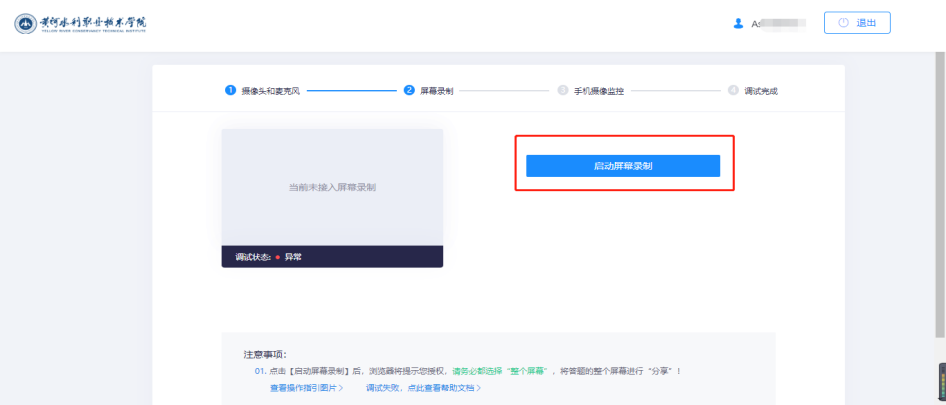 黄河水利职业技术学院
YELLOW RIVER CONSERVANCY TECHNICAL INSTITUTE
As
退出
1 摄像头和麦克风
2 屏幕录制
3 手机摄像监控
4 调试完成
当前未接入屏幕录制
启动屏幕录制
调试状态: 异常
注意事项:
01. 点击【启动屏幕录制】后, 浏览器将提示您授权, 请务必都选择 “整个屏幕” , 将答题的整个屏幕进行 “分享” !
查看操作指引图片 > 调试失败, 点此查看帮助文档 >